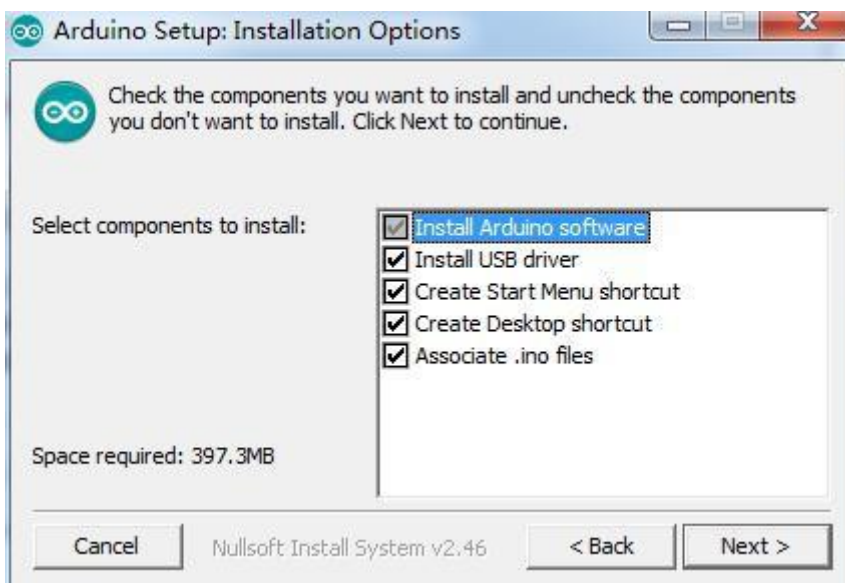 Arduino Setup: Installation Options
Check the components you want to install and uncheck the components
you don't want to install. Click Next to continue.
Select components to install:
Install Arduino software
Install USB driver
Create Start Menu shortcut
Create Desktop shortcut
Associate .ino files
Space required: 397.3MB
Cancel
Nullsoft Install System v2.46
< Back
Next >